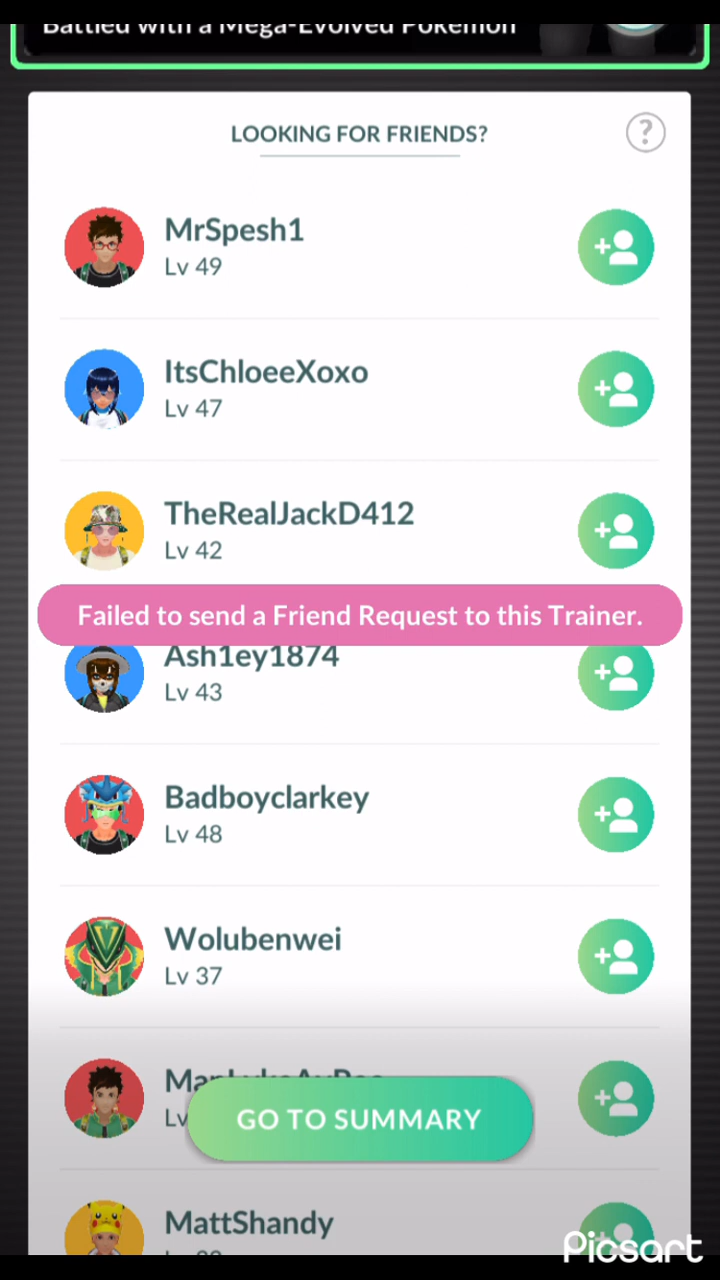 Battled with a Mega-Evolved Pokémon
LOOKING FOR FRIENDS?
?
MrSpesh1
Lv 49
ItsChloeeXoxo
Lv 47
TheRealJackD412
Lv 42
Failed to send a Friend Request to this Trainer.
Ash1ey1874
Lv 43
Badboyclarkey
Lv 48
Wolubenwei
Lv 37
Lv
GO TO SUMMARY
MattShandy
Picsart